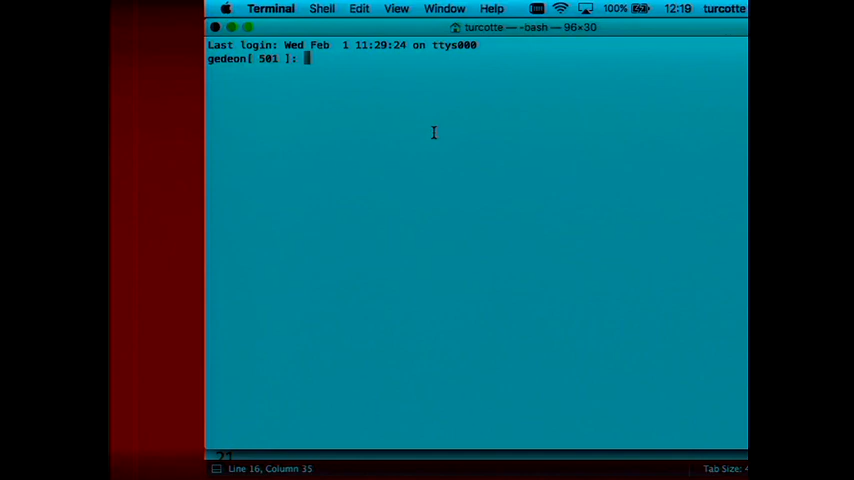 Terminal Shell Edit View Window Help 100% 12:19 turcotte
turcotte — -bash — 96×30
Last login: Wed Feb  1 11:29:24 on ttys000
gedeon[ 501 ]:
21
Line 16, Column 35 Tab Size: 4